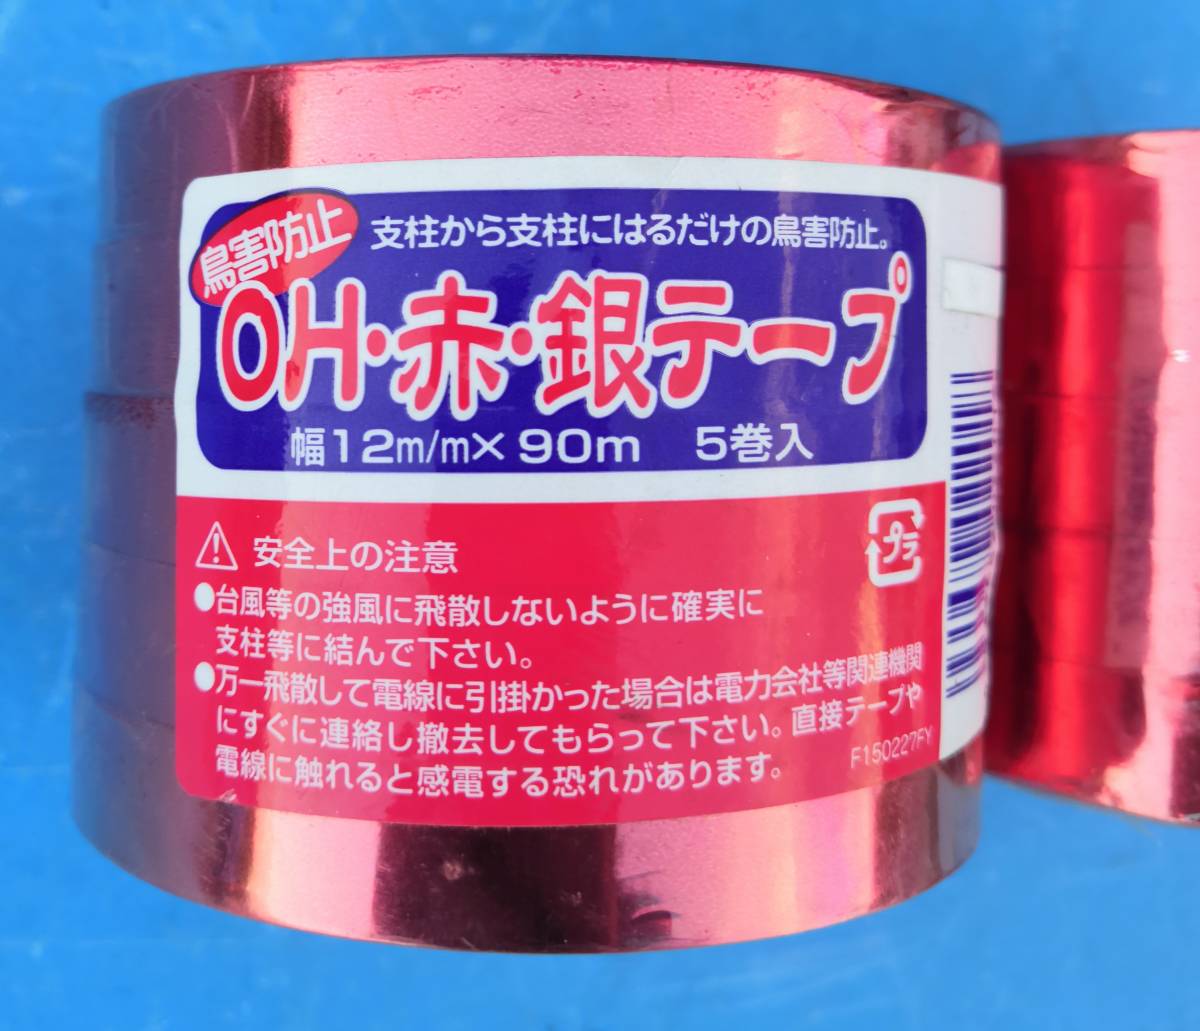 鳥害防止
支柱から支柱にはるだけの鳥害防止。
OH・赤・銀テープ
幅12m/m×90m 5巻入
プラ
⚠ 安全上の注意
●台風等の強風に飛散しないように確実に
支柱等に結んで下さい。
●万一飛散して電線に引掛かった場合は電力会社等関連機関
にすぐに連絡し撤去してもらって下さい。直接テープや
電線に触れると感電する恐れがあります。
F150227FY